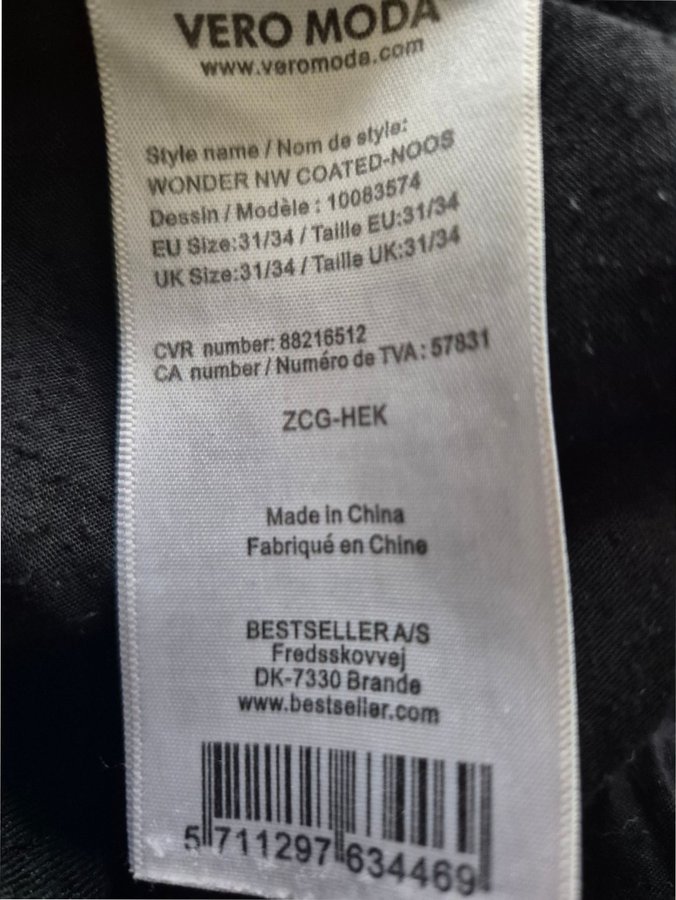 VERO MODA
www.veromoda.com
Style name / Nom de style:
WONDER NW COATED-NOOS
Dessin / Modèle : 10083574
EU Size:31/34 / Taille EU:31/34
UK Size:31/34 / Taille UK:31/34
CVR number: 88216512
CA number / Numéro de TVA : 57831
ZCG-HEK
Made in China
Fabriqué en Chine
BESTSELLER A/S
Fredsskovvej
DK-7330 Brande
www.bestseller.com
5 711297 634469